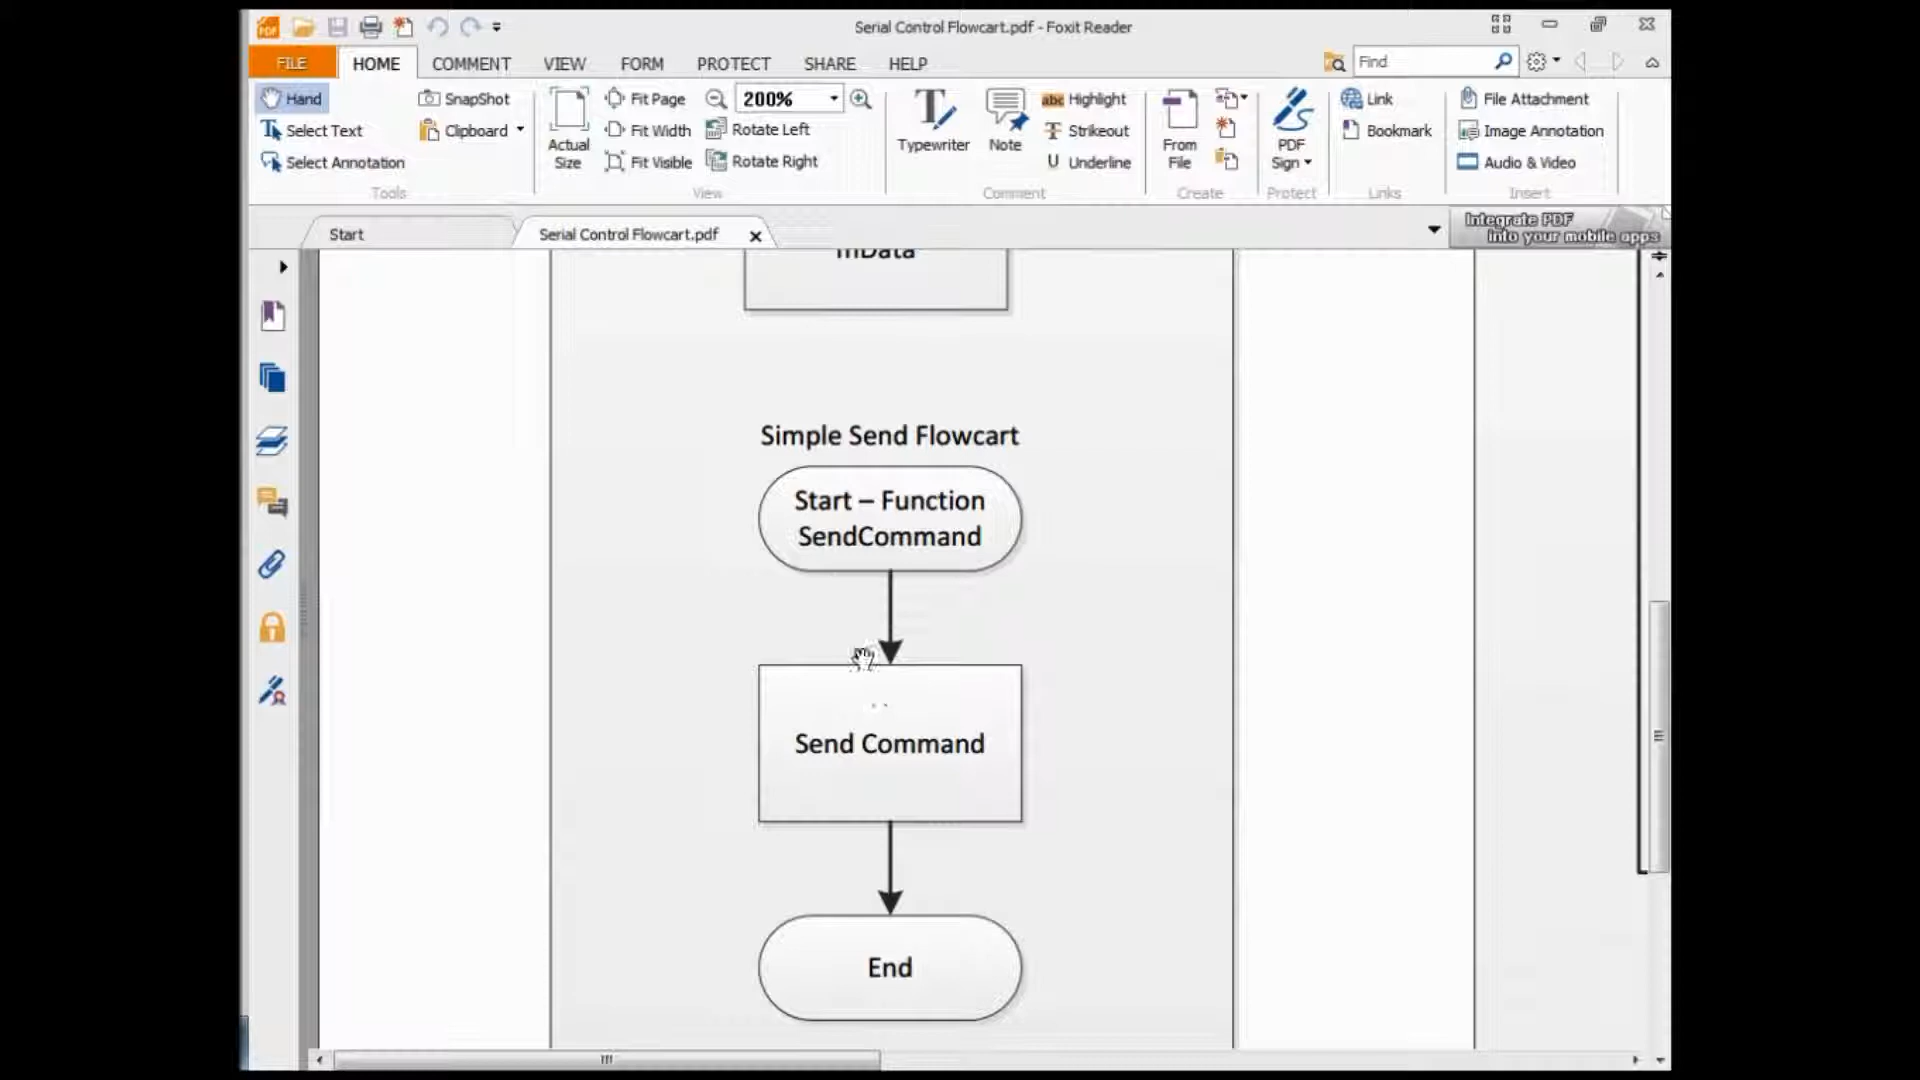 Serial Control Flowcart.pdf - Foxit Reader
FILE HOME COMMENT VIEW FORM PROTECT SHARE HELP Find
Hand SnapShot Fit Page 200% Highlight Link File Attachment
Select Text Clipboard Fit Width Rotate Left Strikeout Bookmark Image Annotation
Actual Size Typewriter Note From File PDF Sign
Select Annotation Fit Visible Rotate Right Underline Audio & Video
Tools View Comment Create Protect Links Insert
Start Serial Control Flowcart.pdf
Integrate PDF
into your mobile apps
mData
Simple Send Flowcart
Start – Function
SendCommand
Send Command
End